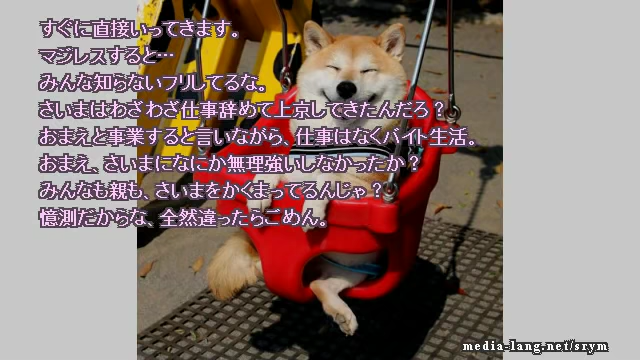 すぐに直接いってきます。
マジレスすると…
みんな知らないフリしてるな。
さいまはわざわざ仕事辞めて上京してきたんだろ？
おまえと事業すると言いながら、仕事はなくバイト生活。
おまえ、さいまになにか無理強いしなかったか？
みんなも親も、さいまをかくまってるんじゃ？
憶測だからな、全然違ったらごめん。
media-lang.net/srym